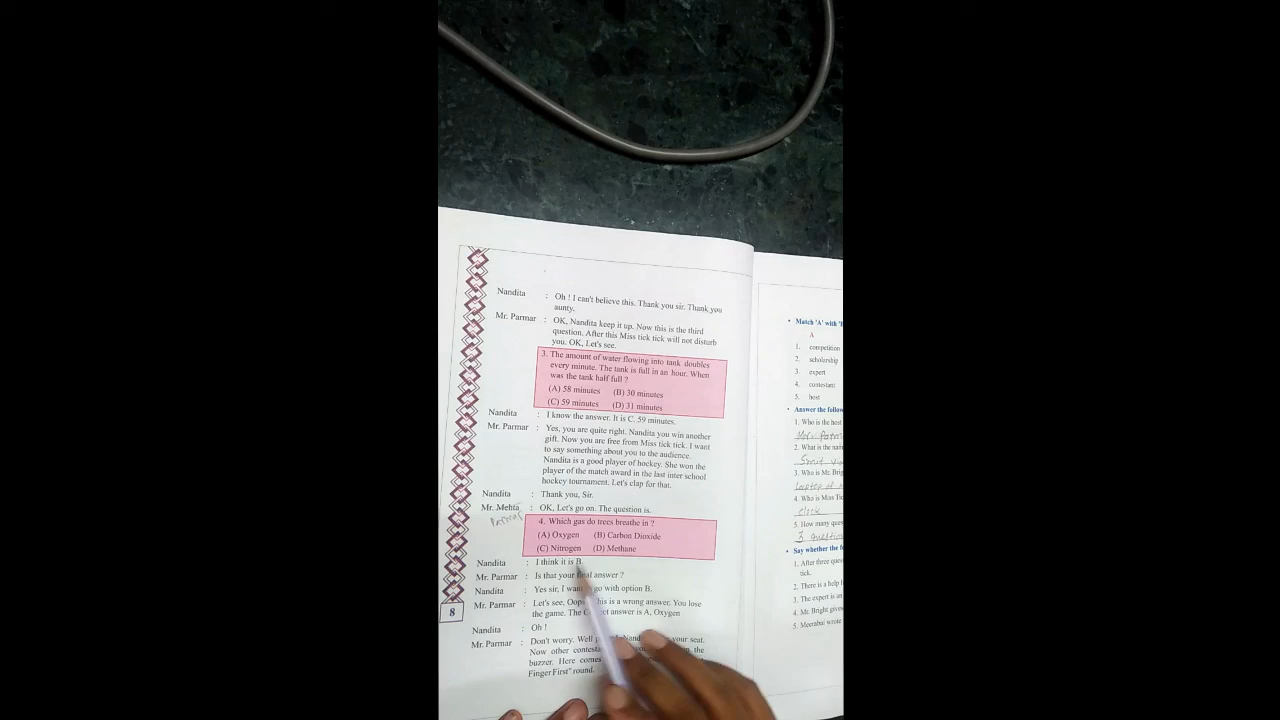 Nandita : Oh ! I can't believe this. Thank you sir. Thank you
aunty.
Mr. Parmar : OK, Nandita keep it up. Now this is the third
question. After this Miss tick tick will not disturb
you. OK, Let's see.
3. The amount of water flowing into tank doubles
every minute. The tank is full in an hour. When
was the tank half full ?
(A) 58 minutes (B) 30 minutes
(C) 59 minutes (D) 31 minutes
Nandita : I know the answer. It is C. 59 minutes.
Mr. Parmar : Yes, you are quite right. Nandita you win another
gift. Now you are free from Miss tick tick. I want
to say something about you to the audience.
Nandita is a good player of hockey. She won the
player of the match award in the last inter school
hockey tournament. Let's clap for that.
Nandita : Thank you, Sir.
Mr. Mehta : OK, Let's go on. The question is.
Parmar
4. Which gas do trees breathe in ?
(A) Oxygen (B) Carbon Dioxide
(C) Nitrogen (D) Methane
Nandita : I think it is B.
Mr. Parmar : Is that your final answer ?
Nandita : Yes sir, I want go with option B.
Mr. Parmar : Let's see, Oops this is a wrong answer. You lose
the game. The answer is A, Oxygen
Nandita : Oh !
Mr. Parmar : Don't worry. Well your seat.
Now other the
buzzer. Here comes
Finger First" round.
8
• Match 'A' with
A
1. competition
2. scholarship
3. expert
4. contestant
5. host
• Answer the
1. Who is the host
Mr.
2. What is the
3. Who is Mr.
of
4. Who is Miss
clock
5. How many
3
• Say whether the
1. After three
tick.
2. There is a help
3. The expert is
4. Mr. Bright
5. Meerabai wrote